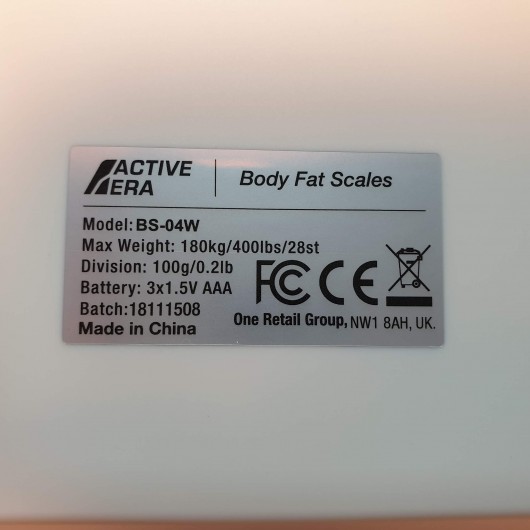 ACTIVE ERA
Body Fat Scales
Model: BS-04W
Max Weight: 180kg/400lbs/28st
Division: 100g/0.2lb
Battery: 3x1.5V AAA
Batch:18111508
Made in China
FC CE
One Retail Group, NW1 8AH, UK.